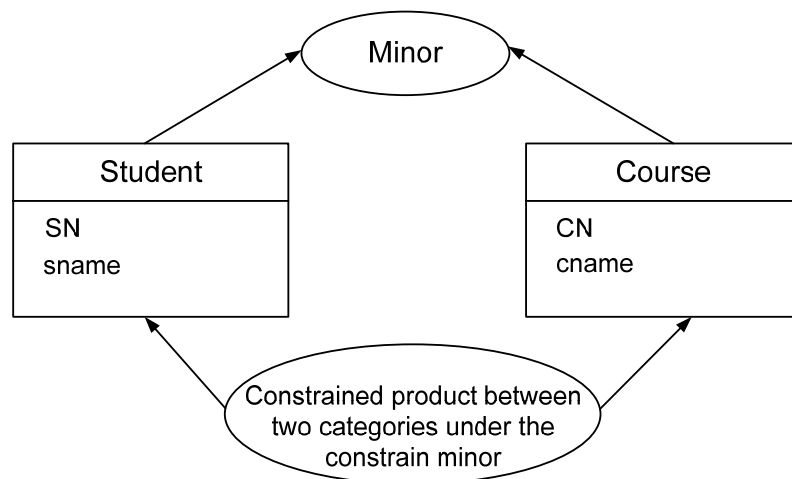 Minor
Student
SN
sname
Course
CN
cname
Constrained product between
two categories under the
constrain minor